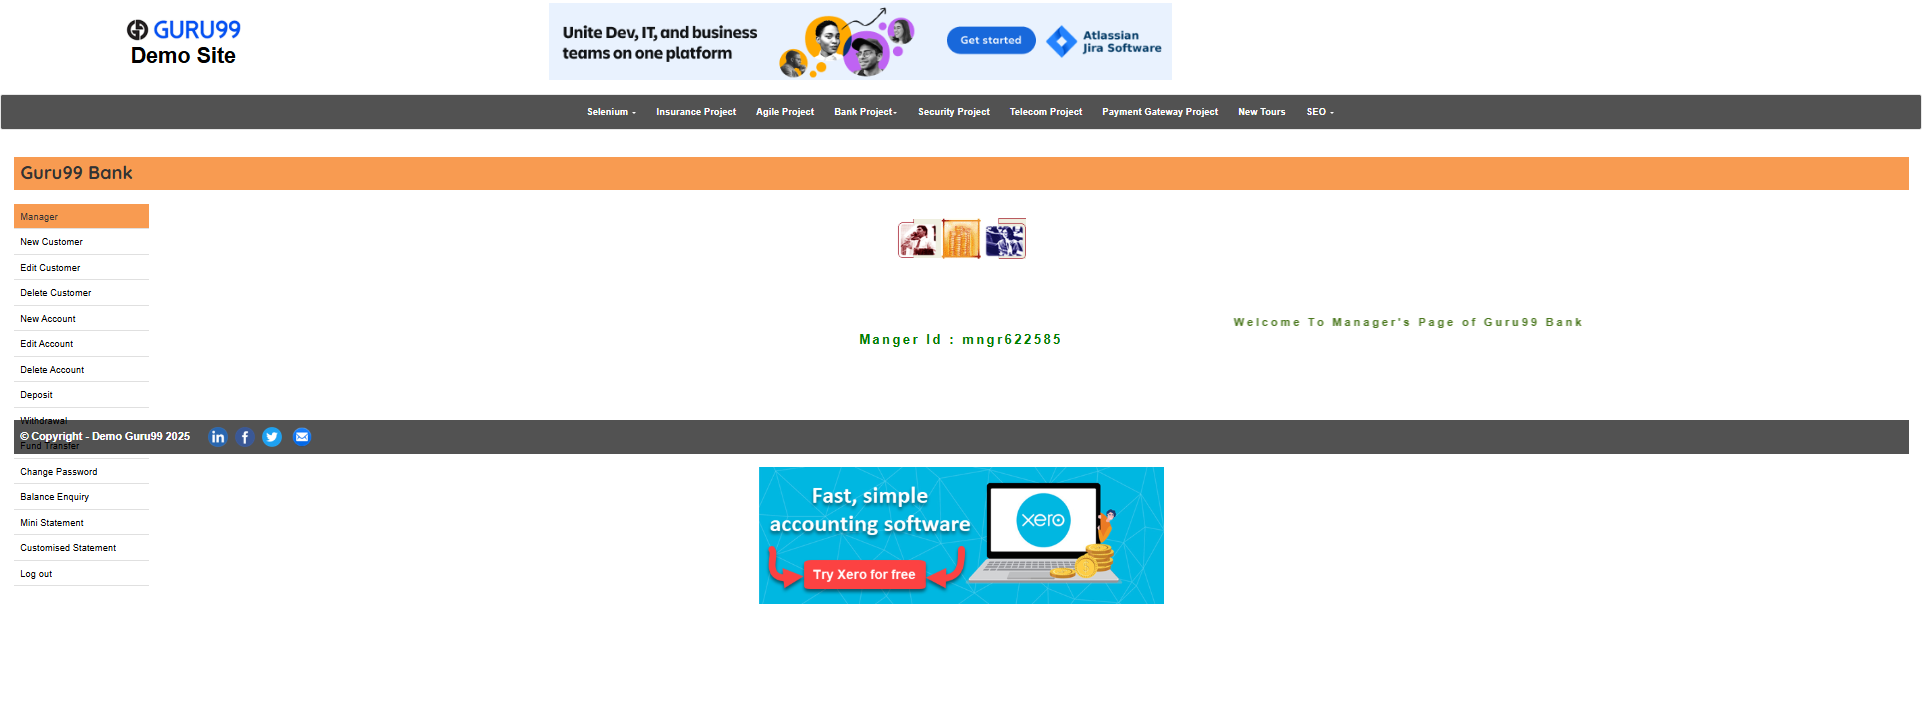 GURU99
Demo Site
Unite Dev, IT, and business
teams on one platform
Get started
Atlassian
Jira Software
Selenium
Insurance Project
Agile Project
Bank Project
Security Project
Telecom Project
Payment Gateway Project
New Tours
SEO
Guru99 Bank
Manager
New Customer
Edit Customer
Delete Customer
New Account
Edit Account
Delete Account
Deposit
Withdrawal
Fund Transfer
Change Password
Balance Enquiry
Mini Statement
Customised Statement
Log out
Welcome To Manager's Page of Guru99 Bank
Manger Id : mngr622585
© Copyright - Demo Guru99 2025
in
f
Fast, simple
accounting software
Try Xero for free
xero